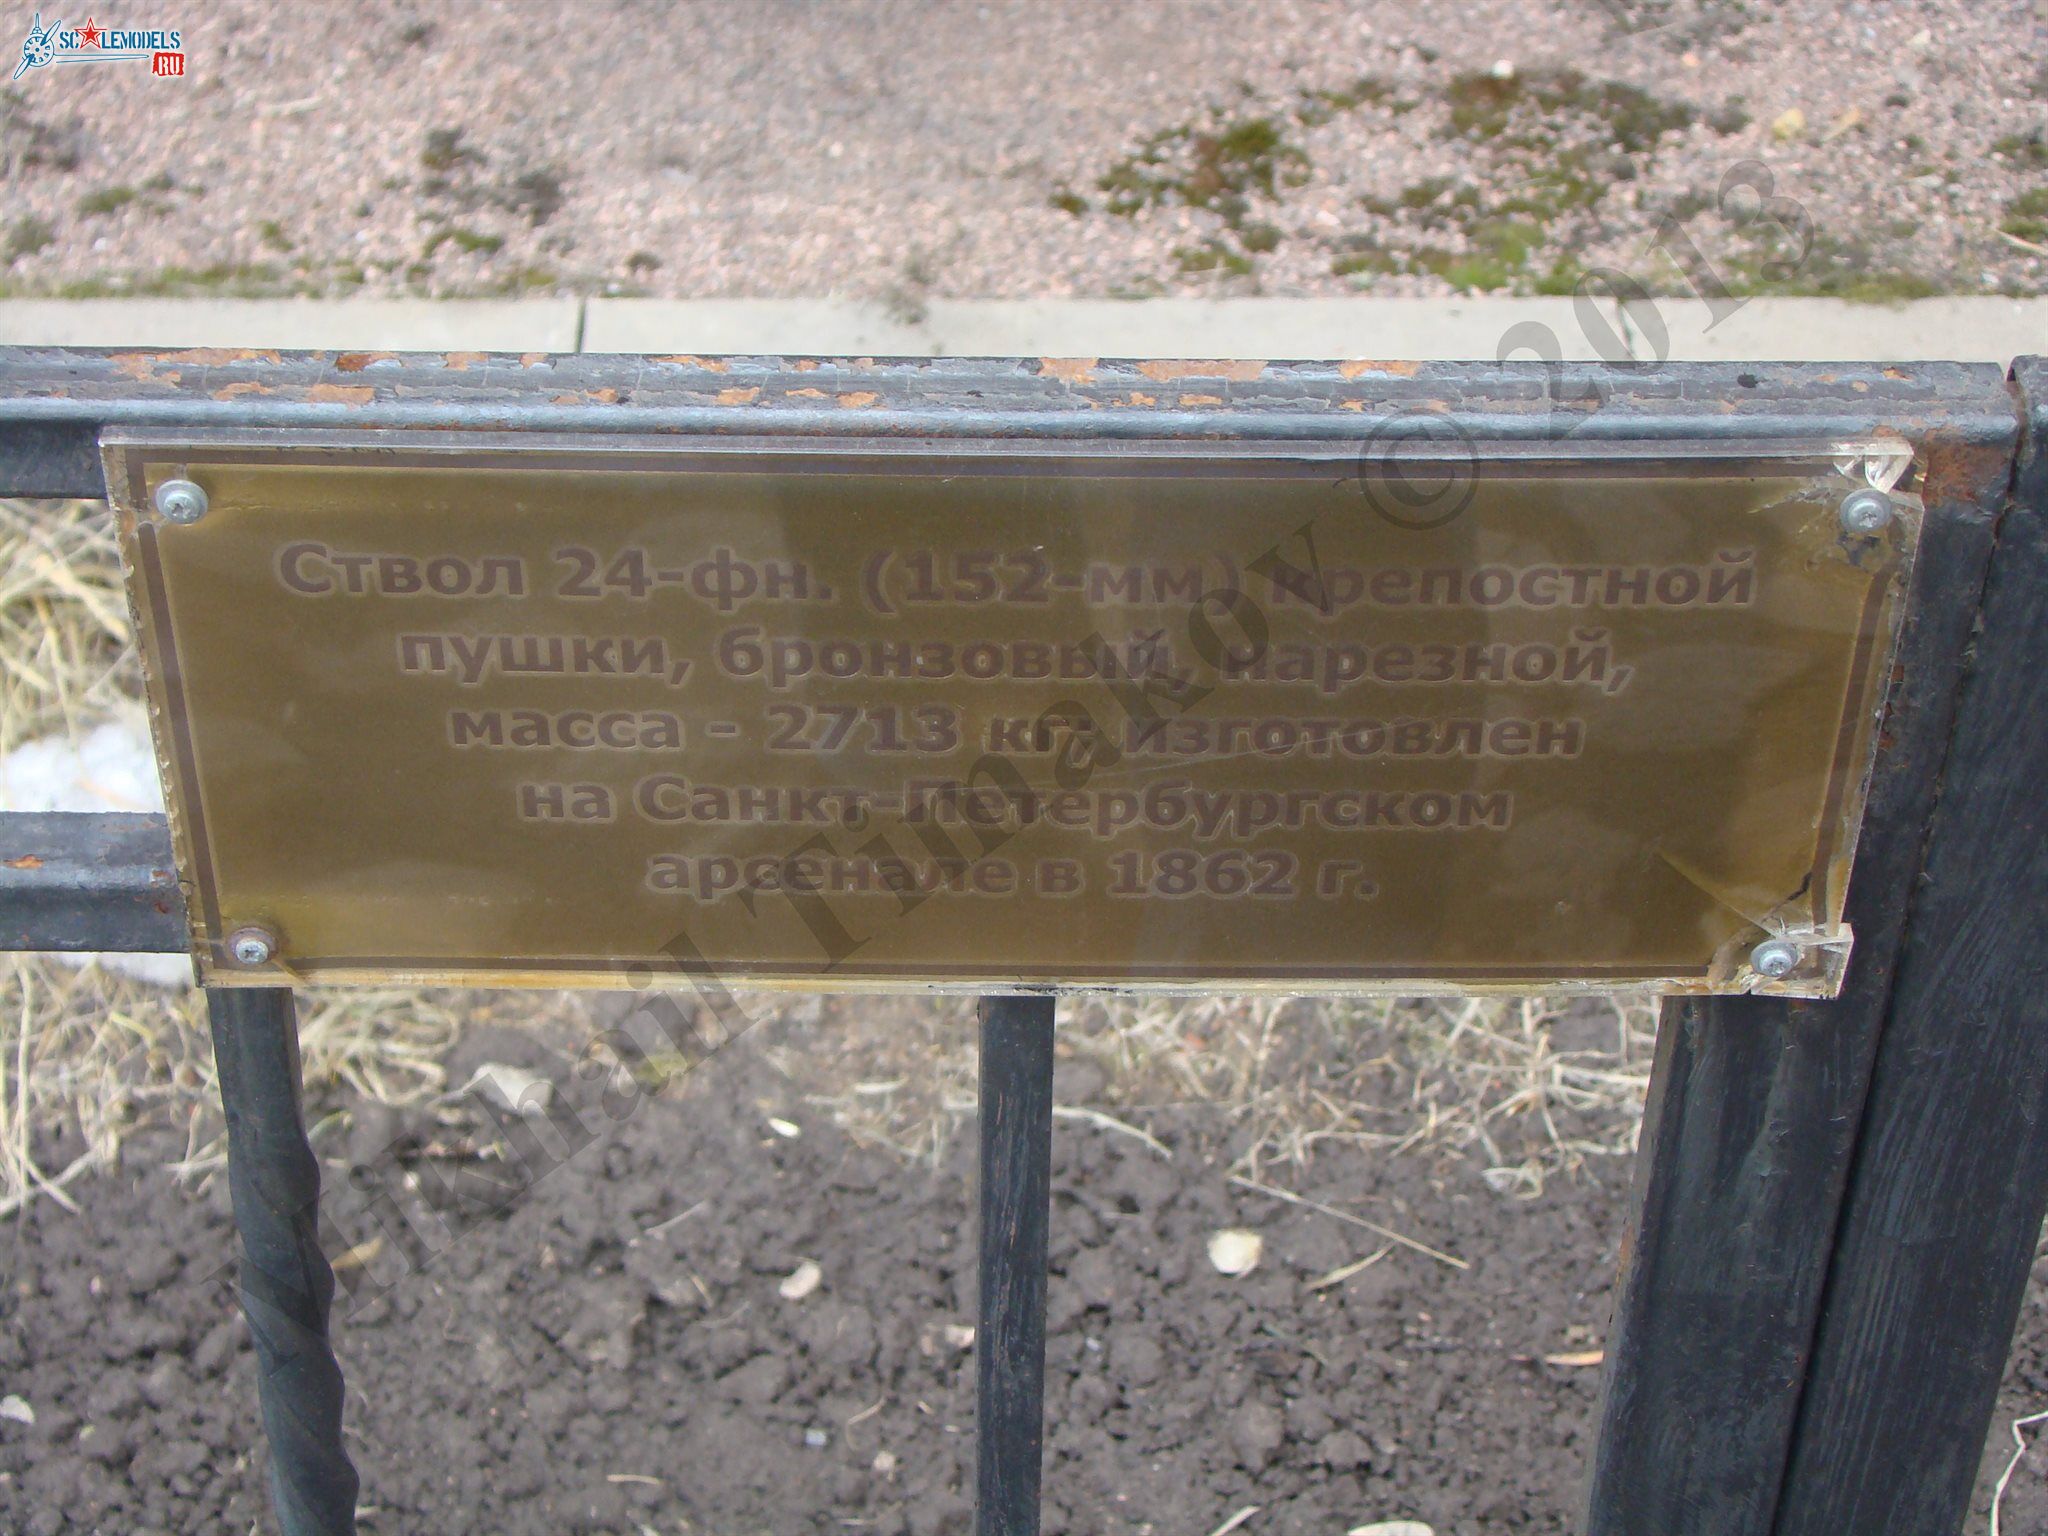 SCALEMODELS
RU
Ствол 24-фн. (152-мм) крепостной
пушки, бронзовый, нарезной,
масса - 2713 кг; изготовлен
на Санкт-Петербургском
арсенале в 1862 г.
Mikhail Timakov © 2013